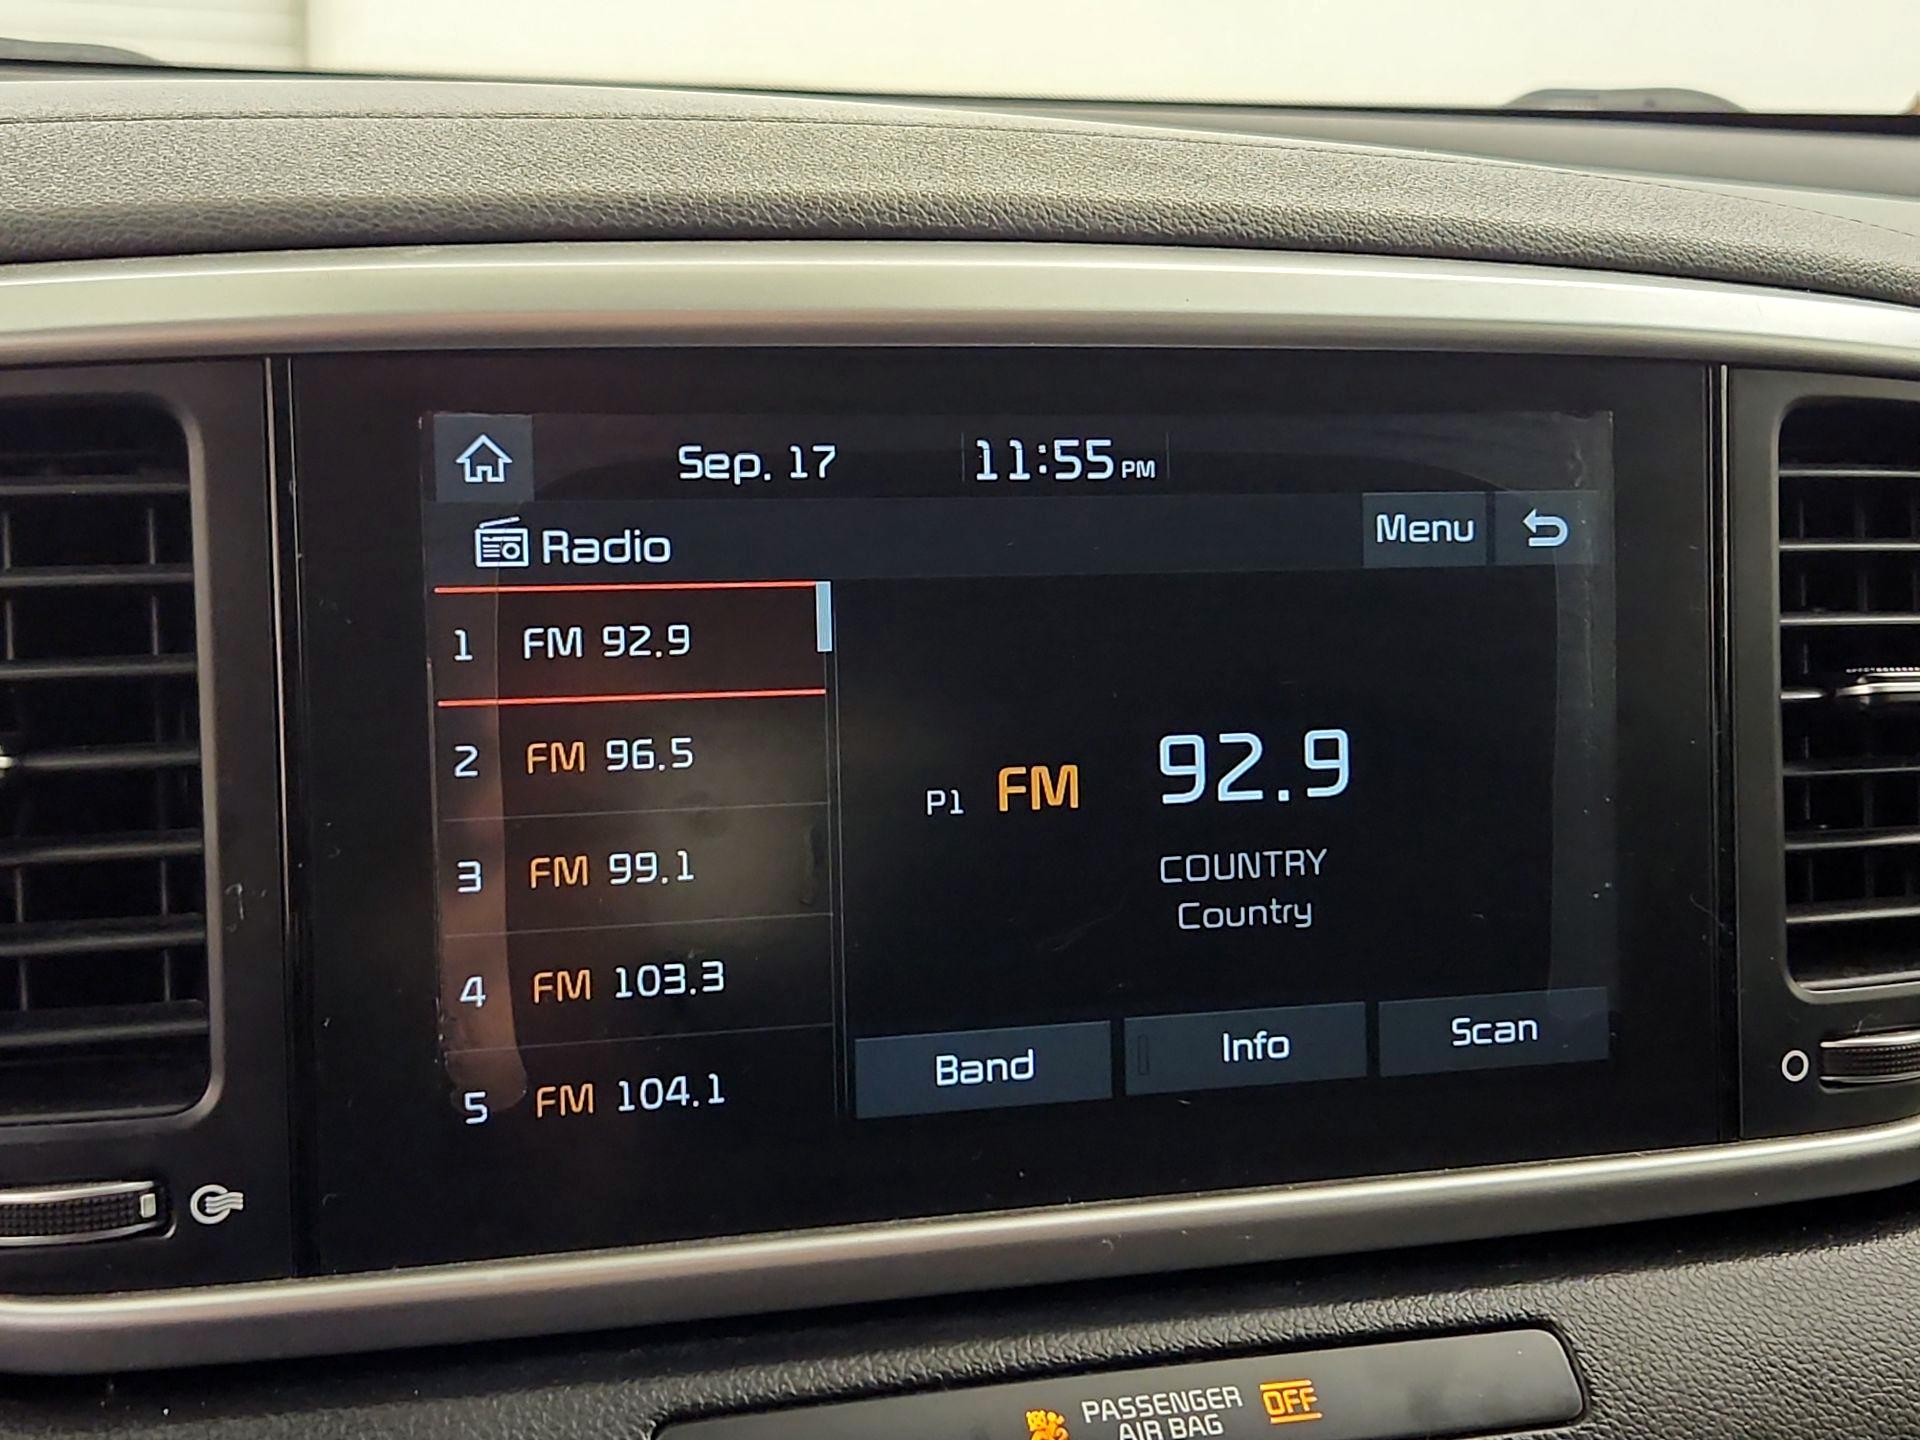 Sep. 17 11:55 PM
Radio
Menu
1 FM 92.9
2 FM 96.5
3 FM 99.1
4 FM 103.3
5 FM 104.1
P1 FM 92.9
COUNTRY
Country
Band
Info
Scan
PASSENGER
AIR BAG
OFF